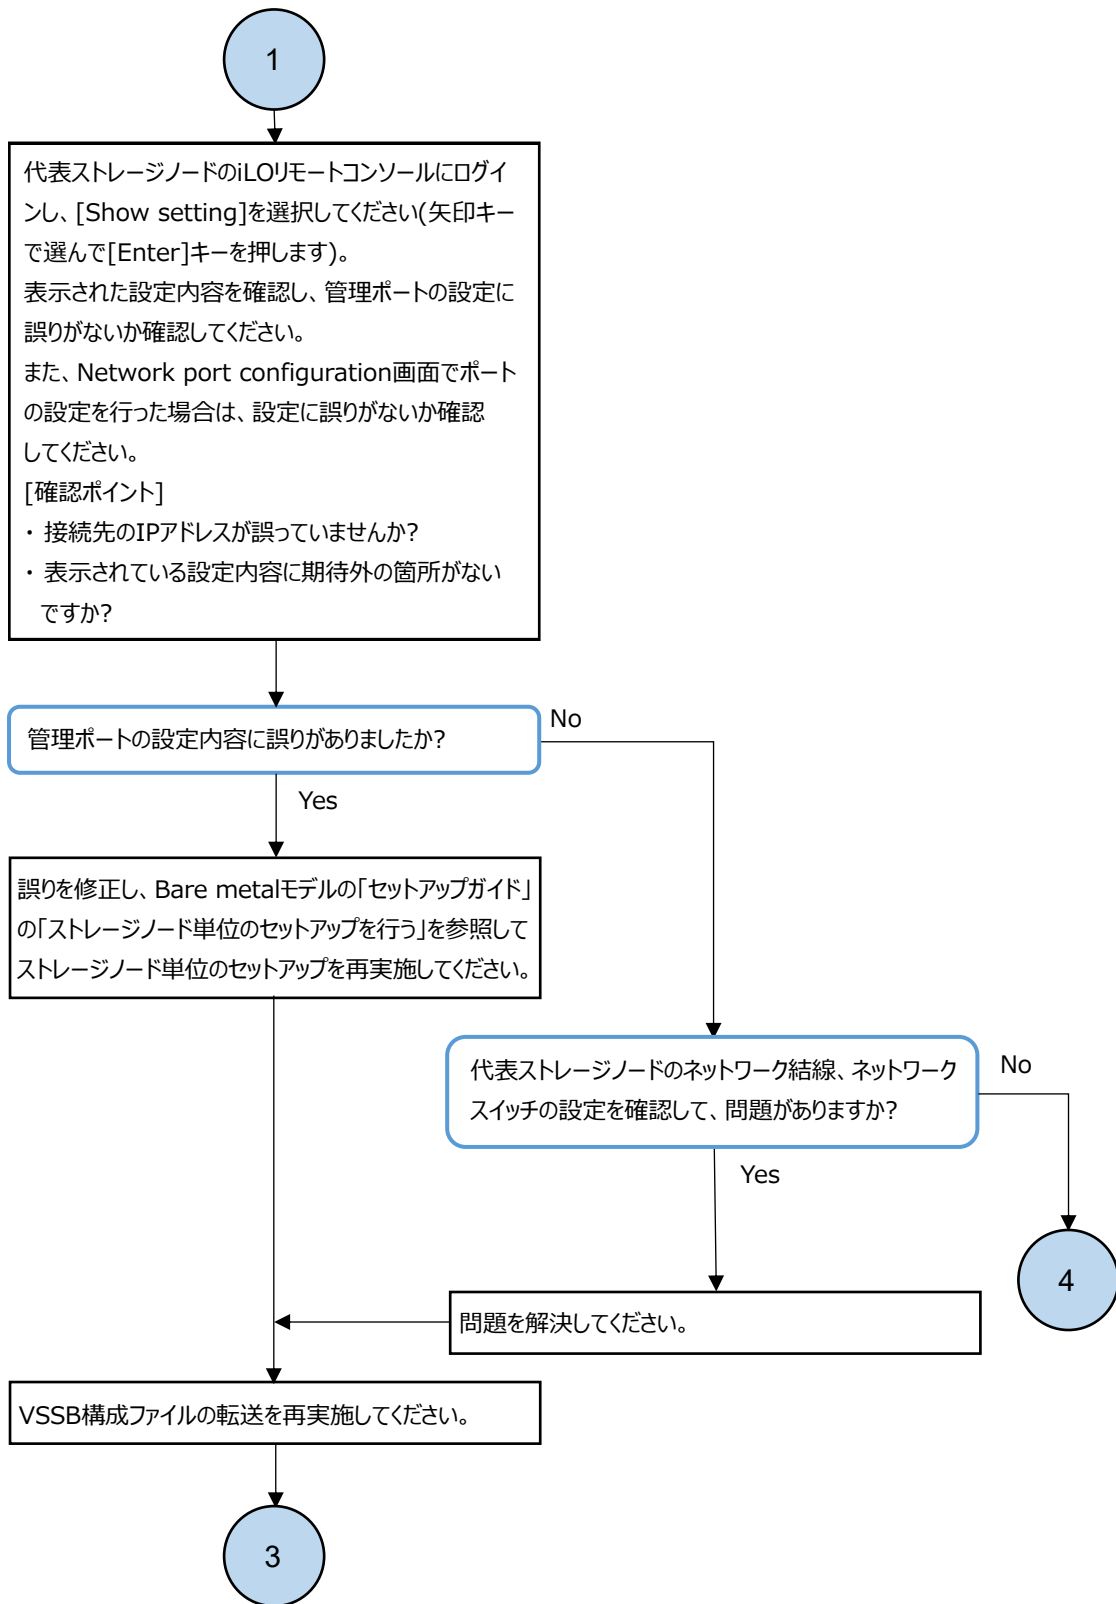 1
代表ストレージノードのiLOリモートコンソールにログイ
ンし、[Show setting]を選択してください(矢印キー
で選んで[Enter]キーを押します)。
表示された設定内容を確認し、管理ポートの設定に
誤りがないか確認してください。
また、Network port configuration画面でポート
の設定を行った場合は、設定に誤りがないか確認
してください。
[確認ポイント]
・ 接続先のIPアドレスが誤っていませんか?
・ 表示されている設定内容に期待外の箇所がない
ですか?
管理ポートの設定内容に誤りがありましたか?
No
Yes
誤りを修正し、Bare metalモデルの「セットアップガイド」
の「ストレージノード単位のセットアップを行う」を参照して
ストレージノード単位のセットアップを再実施してください。
代表ストレージノードのネットワーク結線、ネットワーク
スイッチの設定を確認して、問題がありますか?
No
Yes
4
問題を解決してください。
VSSB構成ファイルの転送を再実施してください。
3